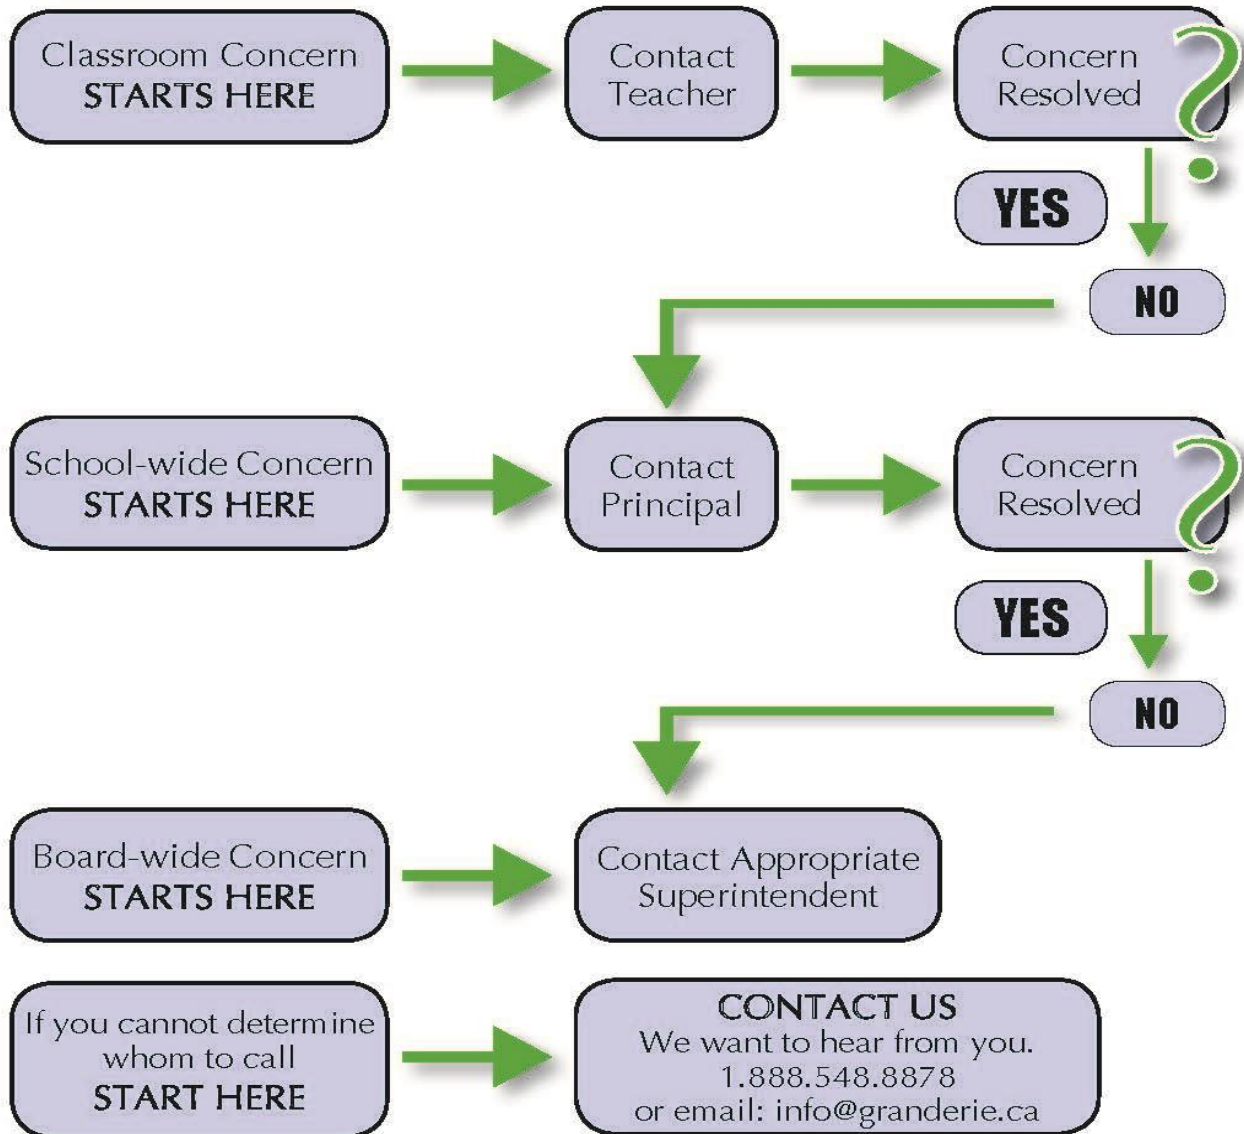 Classroom Concern
STARTS HERE
Contact
Teacher
Concern
Resolved
?
YES
NO
School-wide Concern
STARTS HERE
Contact
Principal
Concern
Resolved
?
YES
NO
Board-wide Concern
STARTS HERE
Contact Appropriate
Superintendent
If you cannot determine
whom to call
START HERE
CONTACT US
We want to hear from you.
1.888.548.8878
or email: info@granderie.ca